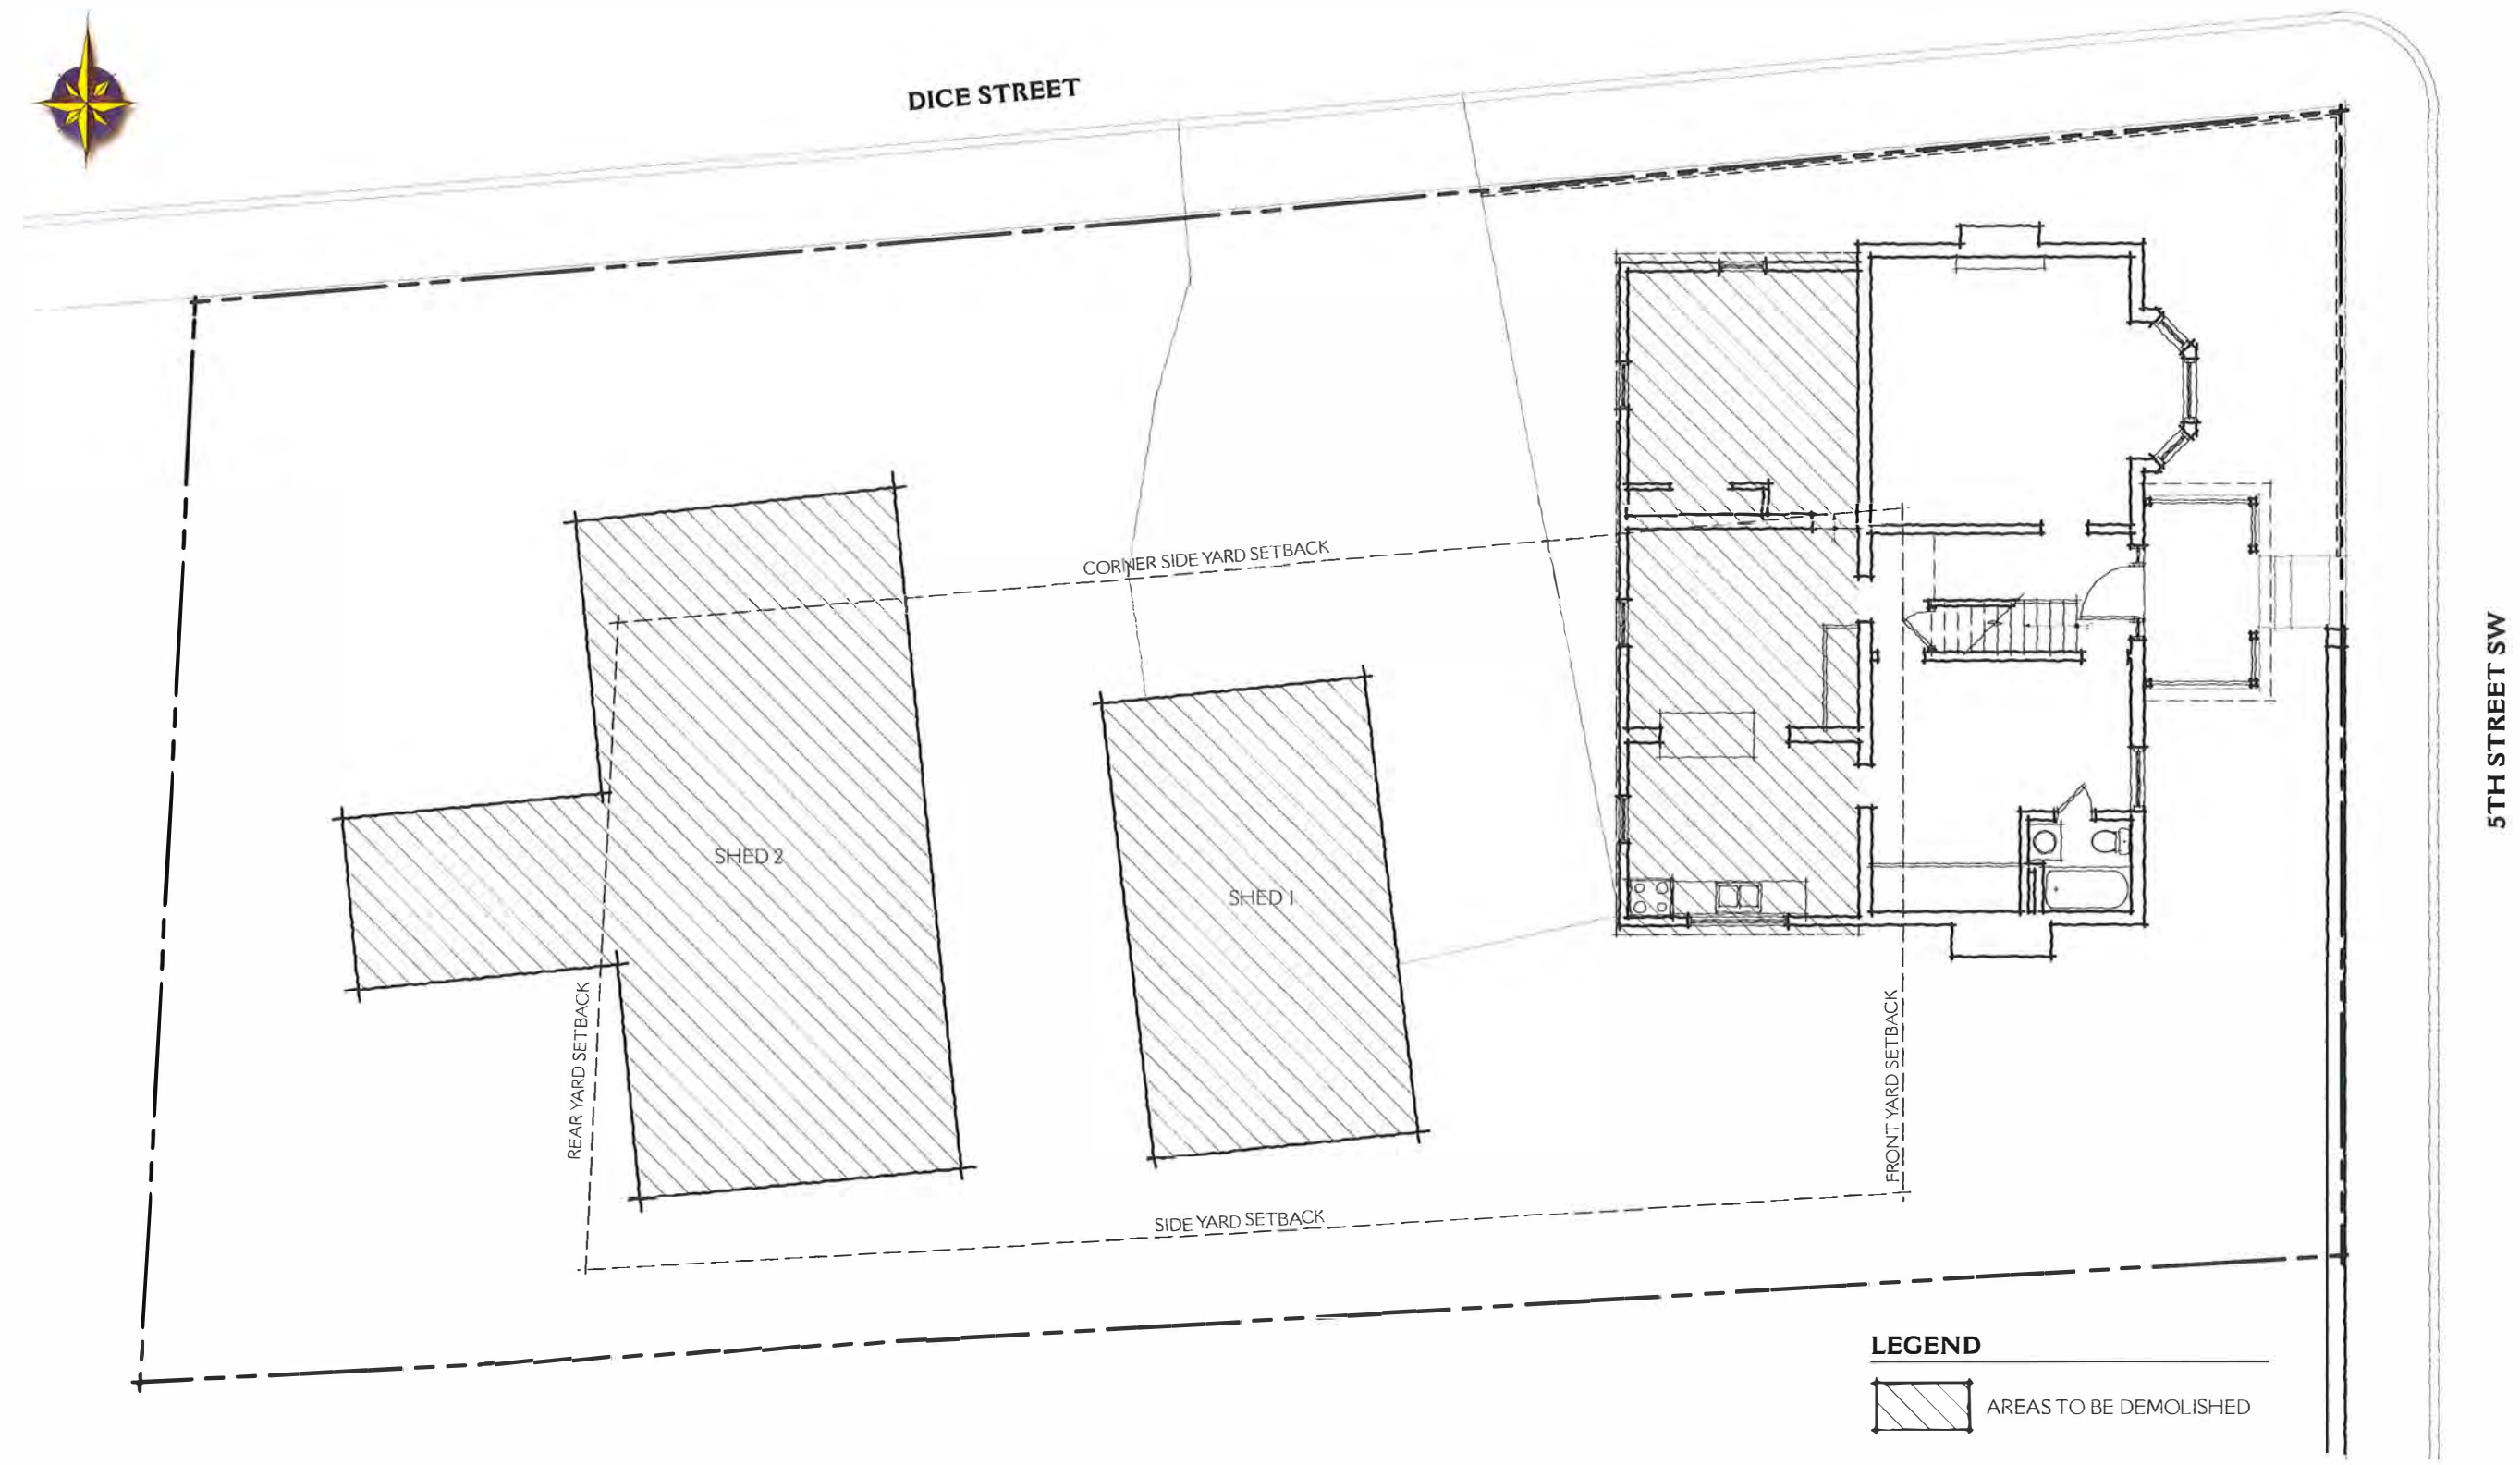 DICE STREET
CORNER SIDE YARD SETBACK
5TH STREET SW
SHED 2
SHED 1
REAR YARD SETBACK
FRONT YARD SETBACK
SIDE YARD SETBACK
LEGEND
AREAS TO BE DEMOLISHED